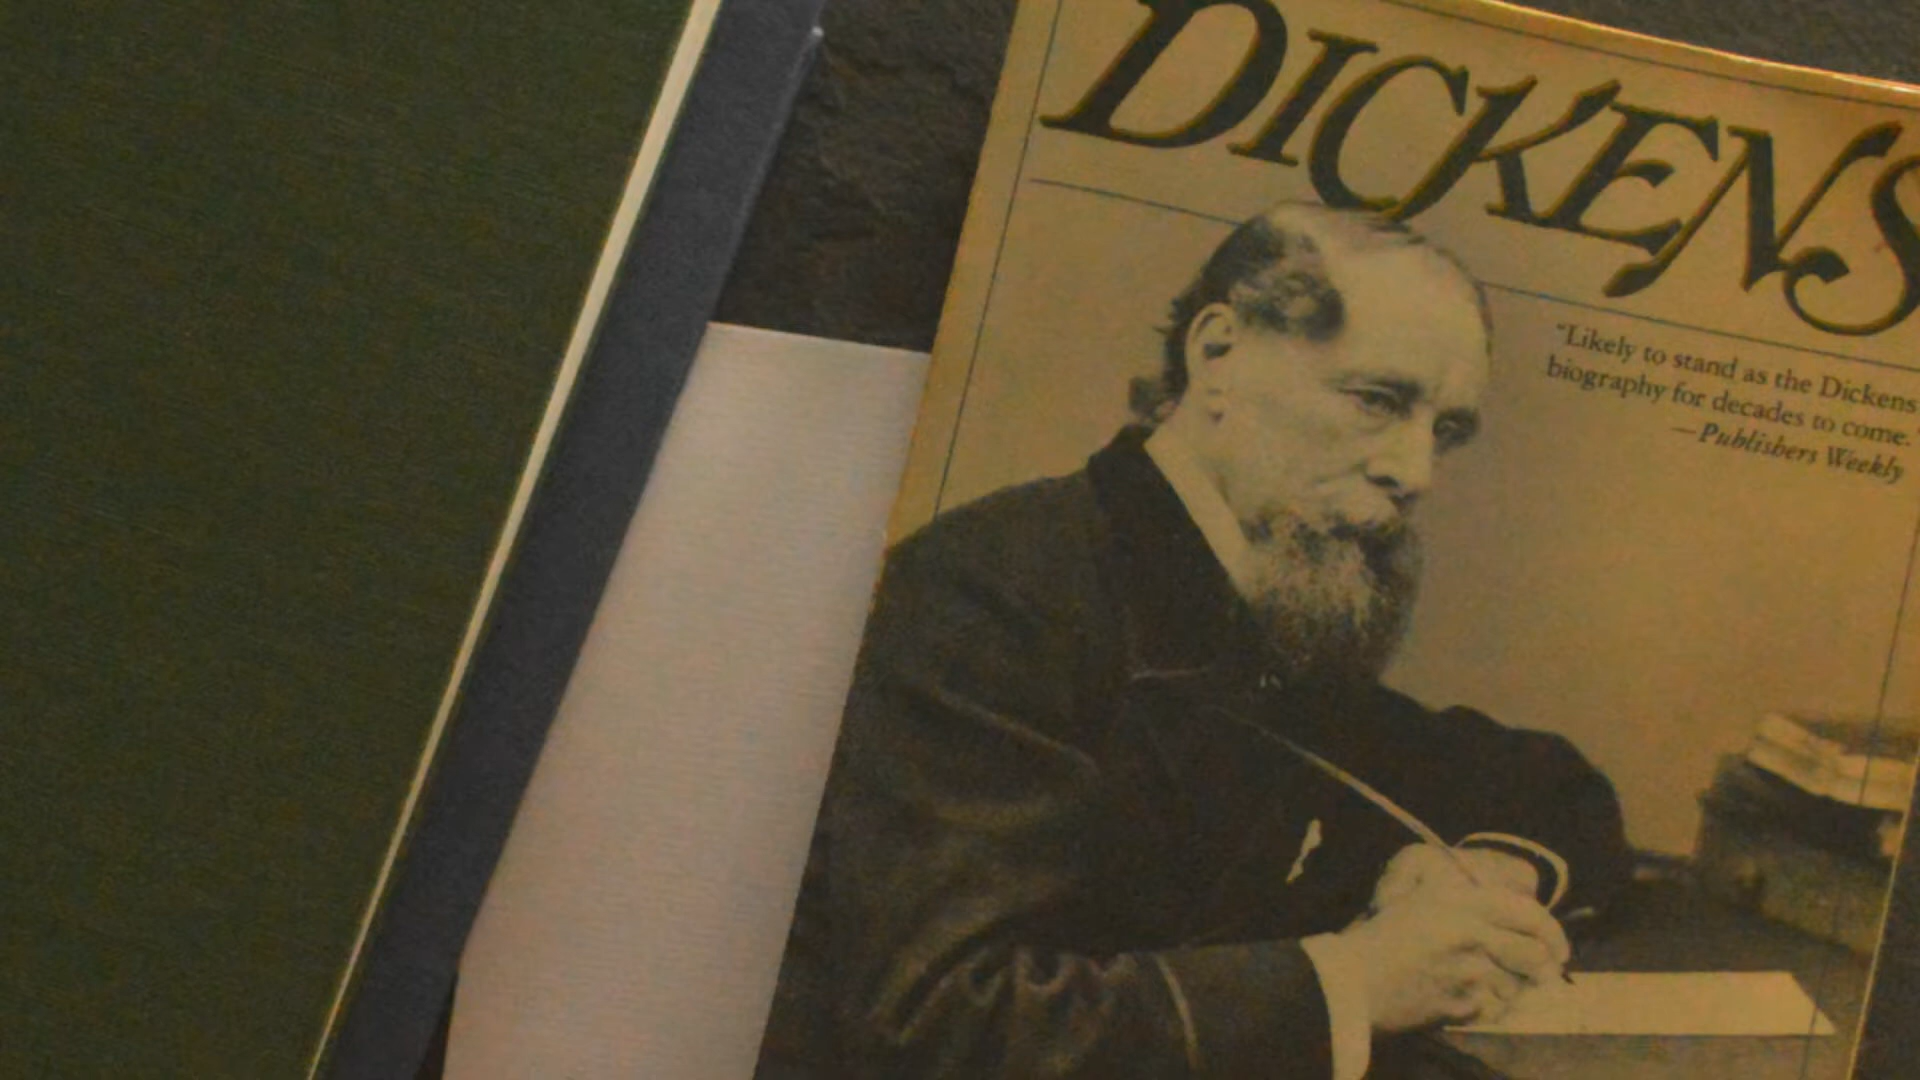 DICKENS
"Likely to stand as the Dickens
biography for decades to come."
—Publishers Weekly